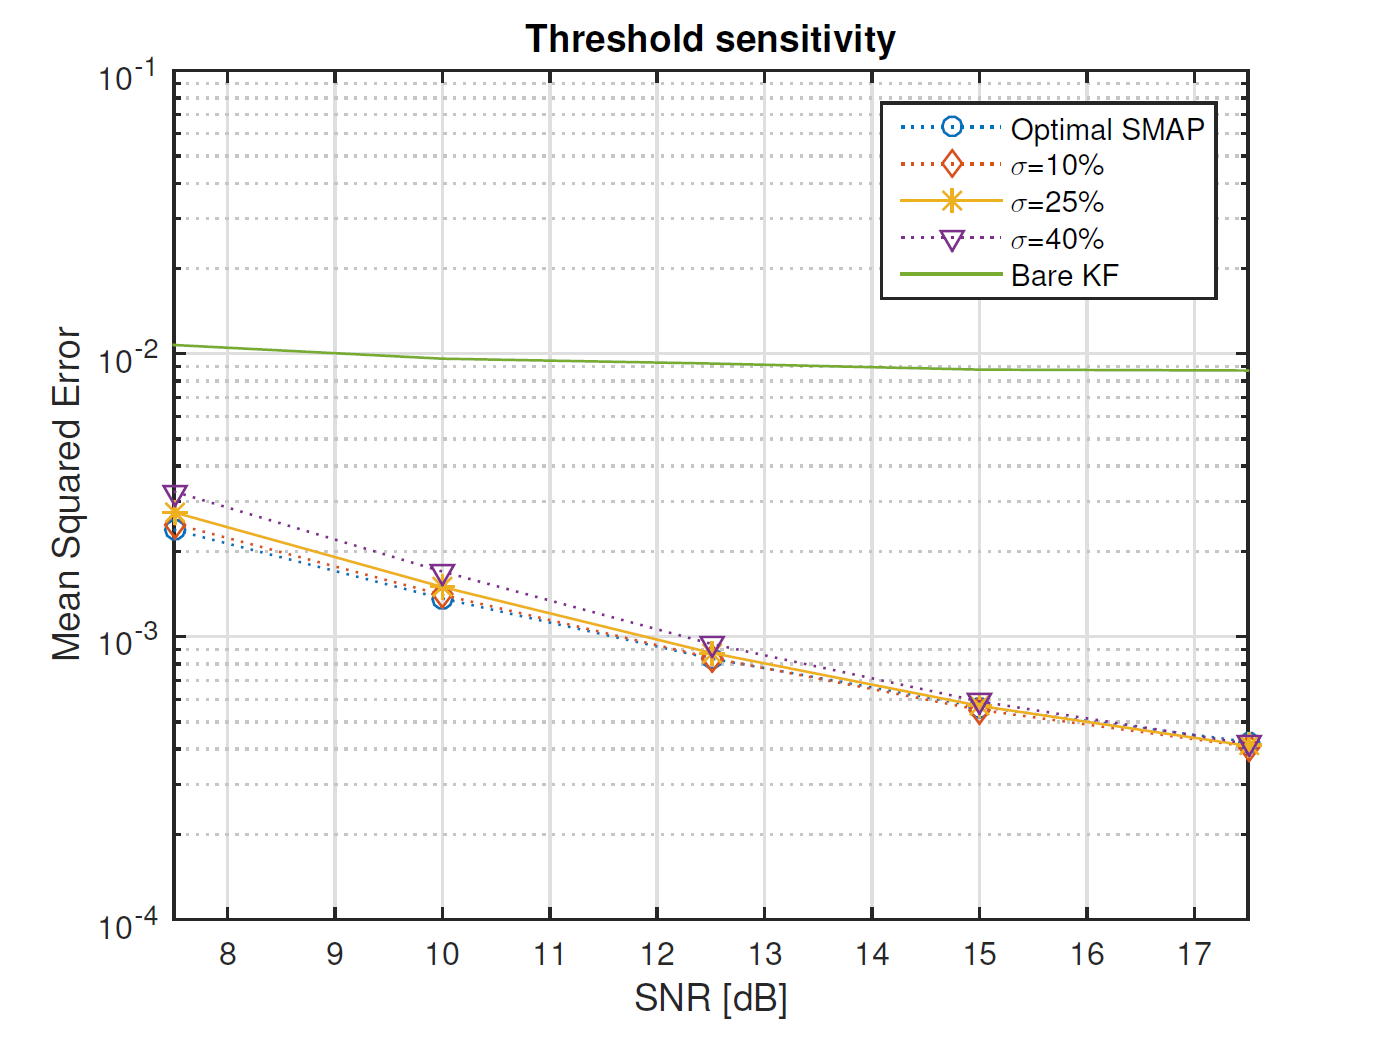 Threshold sensitivity
10^-1
10^-2
10^-3
10^-4
Mean Squared Error
Optimal SMAP
σ=10%
σ=25%
σ=40%
Bare KF
8 9 10 11 12 13 14 15 16 17
SNR [dB]